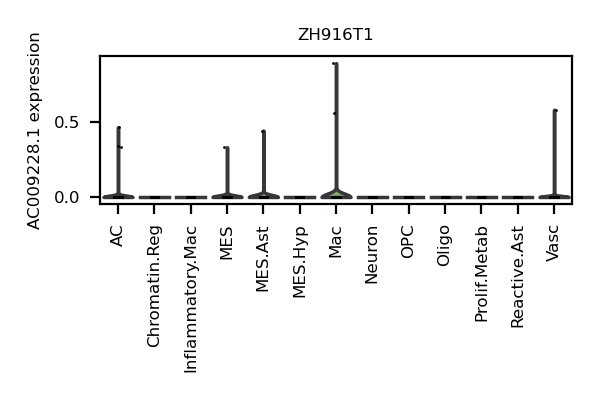 ZH916T1
AC009228.1 expression
0.5
0.0
AC
Chromatin.Reg
Inflammatory.Mac
MES
MES.Ast
MES.Hyp
Mac
Neuron
OPC
Oligo
Prolif.Metab
Reactive.Ast
Vasc